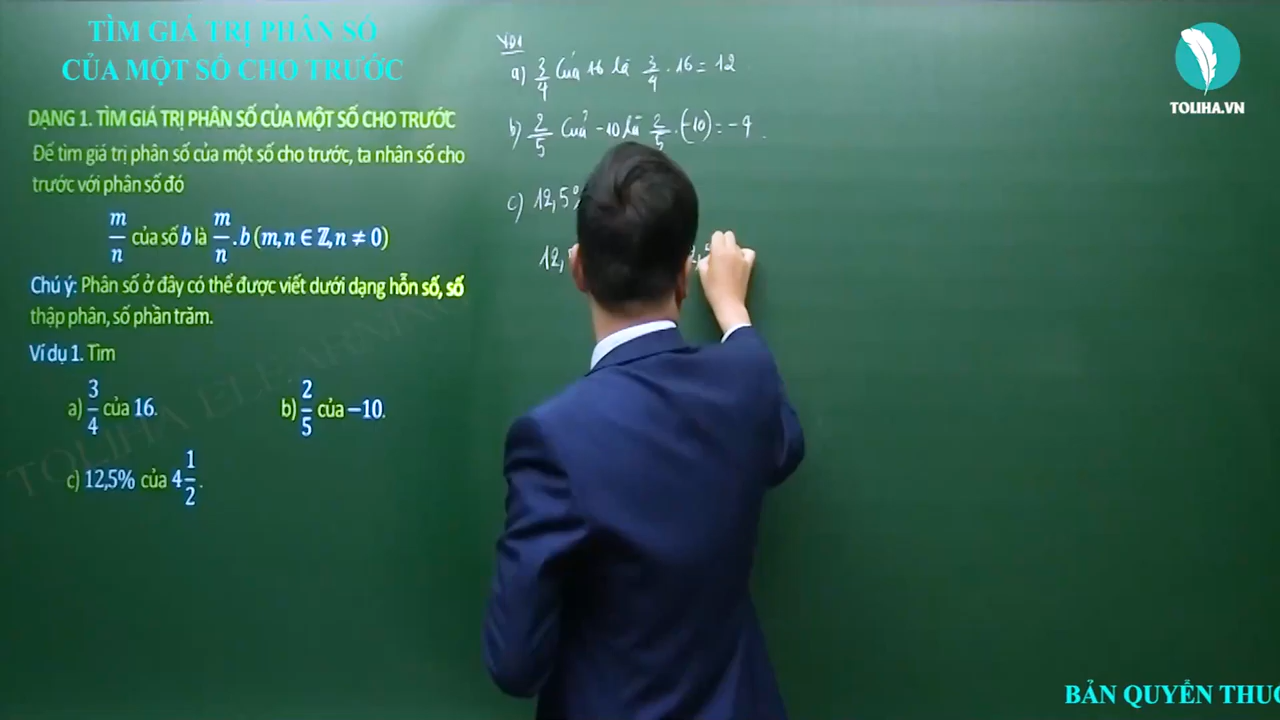 TÌM GIÁ TRỊ PHÂN SỐ
CỦA MỘT SỐ CHO TRƯỚC
DẠNG 1. TÌM GIÁ TRỊ PHÂN SỐ CỦA MỘT SỐ CHO TRƯỚC
Để tìm giá trị phân số của một số cho trước, ta nhân số cho
trước với phân số đó
m/n của số b là m/n . b (m, n ∈ ℤ, n ≠ 0)
Chú ý: Phân số ở đây có thể được viết dưới dạng hỗn số, số
thập phân, số phần trăm.
Ví dụ 1. Tìm
a) 3/4 của 16. b) 2/5 của −10.
c) 12,5% của 4 1/2.
TOLIHA ELEARNING
VD1
a) 3/4 của 16 là 3/4 . 16 = 12
b) 2/5 của -10 là 2/5 . (-10) = -4.
c) 12,5%
12,
TOLIHA.VN
BẢN QUYỀN THUỘ